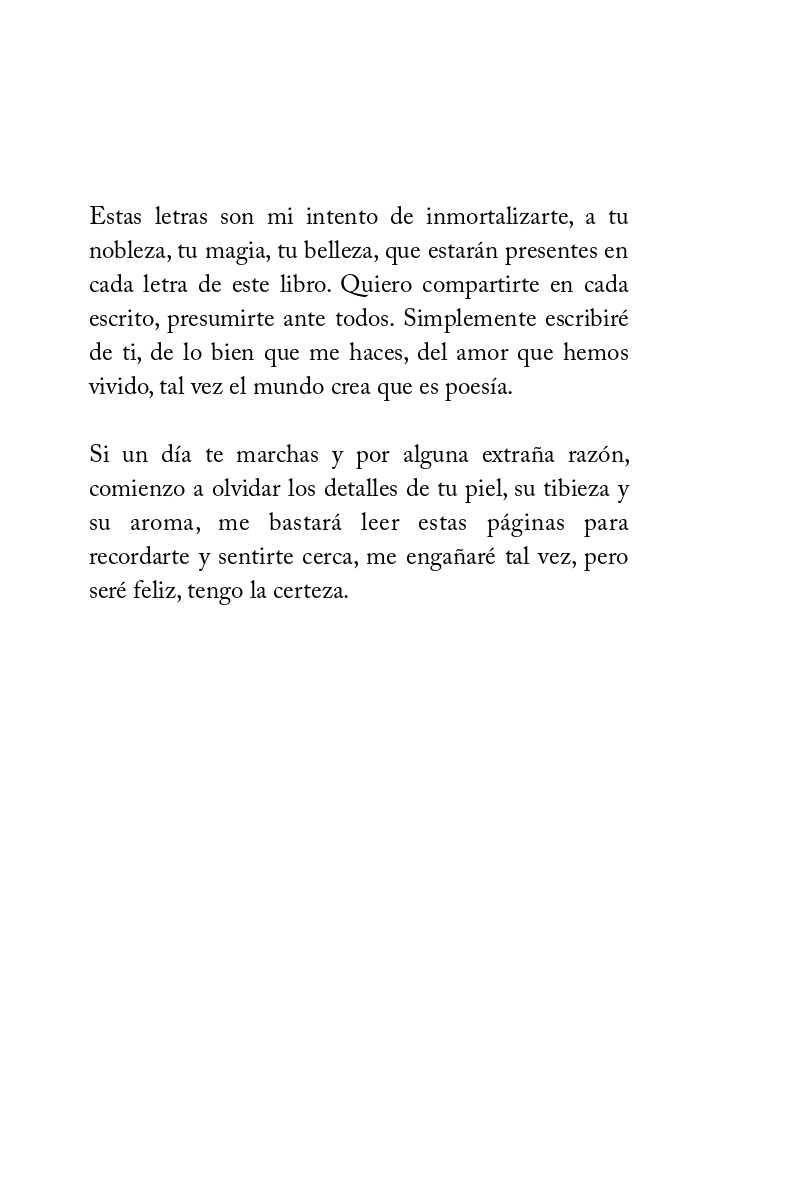 Estas letras son mi intento de inmortalizarte, a tu
nobleza, tu magia, tu belleza, que estarán presentes en
cada letra de este libro. Quiero compartirte en cada
escrito, presumirte ante todos. Simplemente escribiré
de ti, de lo bien que me haces, del amor que hemos
vivido, tal vez el mundo crea que es poesía.

Si un día te marchas y por alguna extraña razón,
comienzo a olvidar los detalles de tu piel, su tibieza y
su aroma, me bastará leer estas páginas para
recordarte y sentirte cerca, me engañaré tal vez, pero
seré feliz, tengo la certeza.